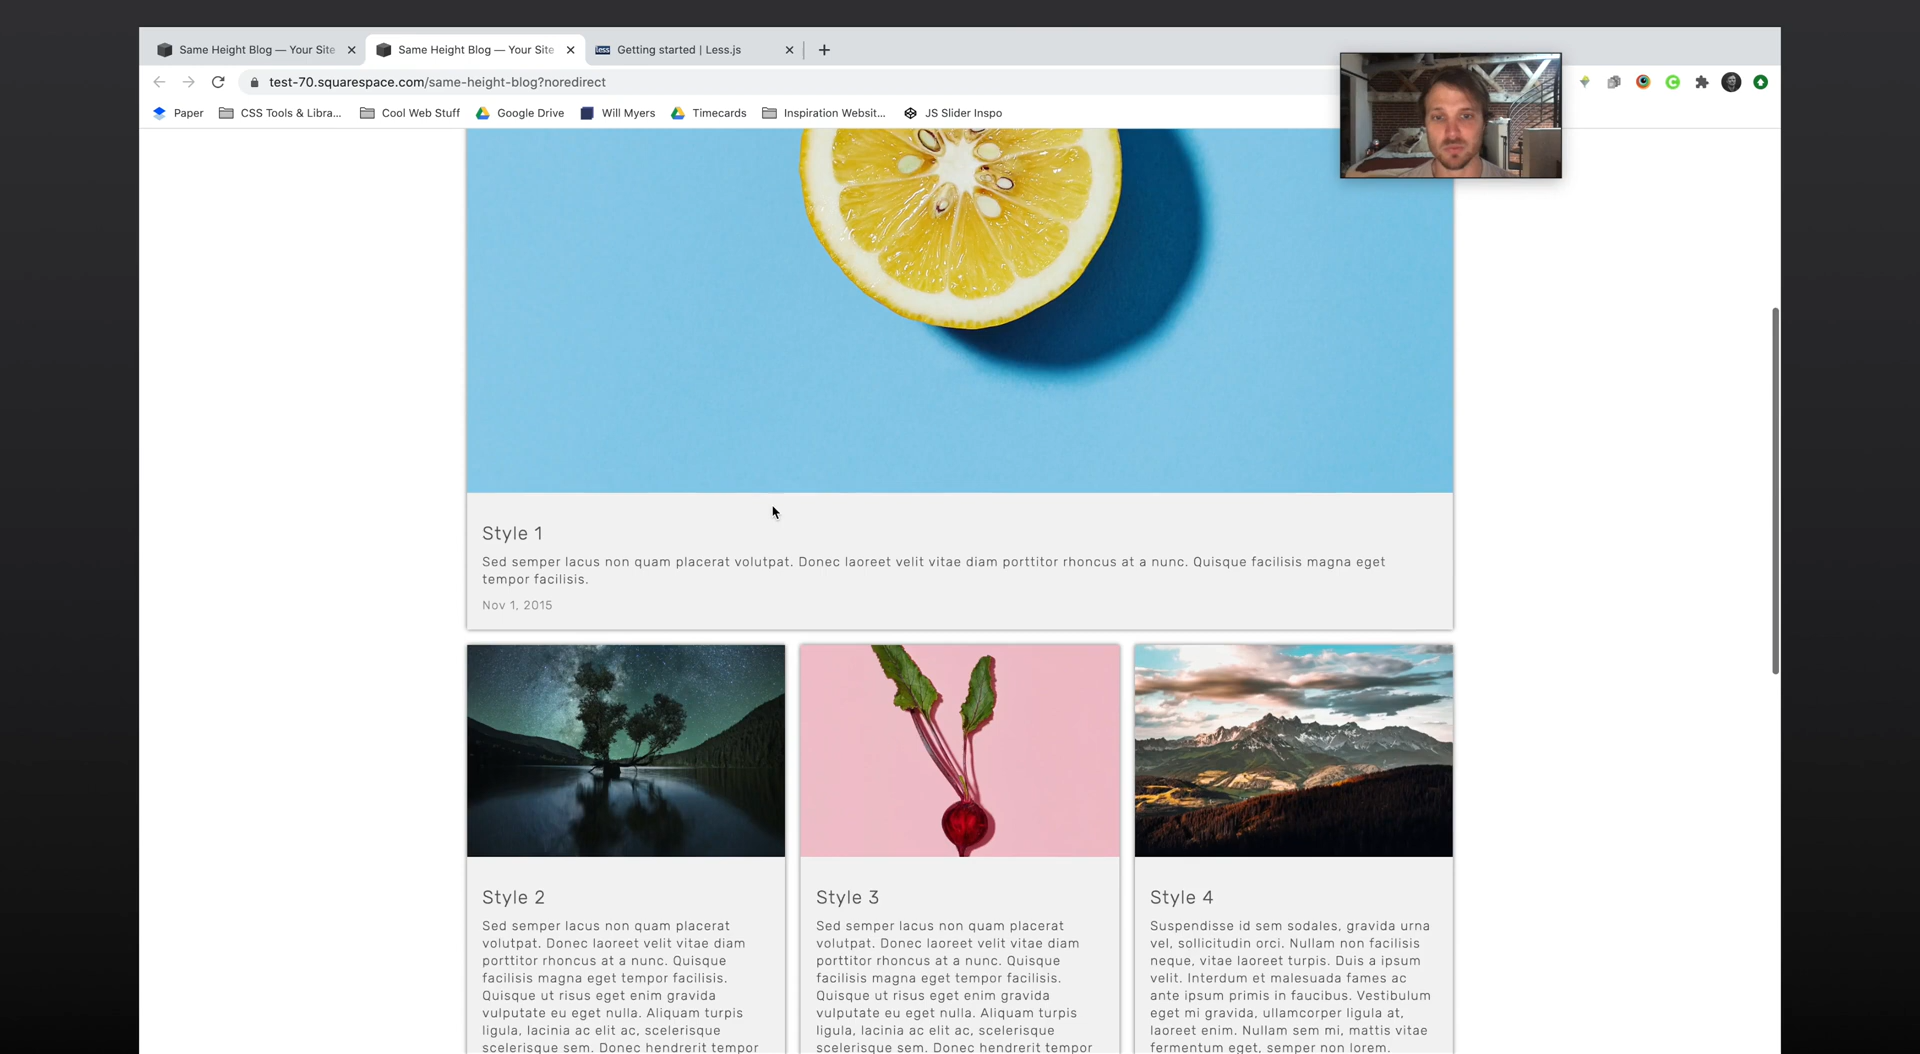 Same Height Blog — Your Site
Same Height Blog — Your Site
less
Getting started | Less.js
test-70.squarespace.com/same-height-blog?noredirect
Paper
CSS Tools & Libra...
Cool Web Stuff
Google Drive
Will Myers
Timecards
Inspiration Websit...
JS Slider Inspo
Style 1
Sed semper lacus non quam placerat volutpat. Donec laoreet velit vitae diam porttitor rhoncus at a nunc. Quisque facilisis magna eget
tempor facilisis.
Nov 1, 2015
Style 2
Sed semper lacus non quam placerat
volutpat. Donec laoreet velit vitae diam
porttitor rhoncus at a nunc. Quisque
facilisis magna eget tempor facilisis.
Quisque ut risus eget enim gravida
vulputate eu eget nulla. Aliquam turpis
ligula, lacinia ac elit ac, scelerisque
scelerisque sem. Donec hendrerit tempor
Style 3
Sed semper lacus non quam placerat
volutpat. Donec laoreet velit vitae diam
porttitor rhoncus at a nunc. Quisque
facilisis magna eget tempor facilisis.
Quisque ut risus eget enim gravida
vulputate eu eget nulla. Aliquam turpis
ligula, lacinia ac elit ac, scelerisque
scelerisque sem. Donec hendrerit tempor
Style 4
Suspendisse id sem sodales, gravida urna
vel, sollicitudin orci. Nullam non facilisis
neque, vitae laoreet turpis. Duis a ipsum
velit. Interdum et malesuada fames ac
ante ipsum primis in faucibus. Vestibulum
eget mi gravida, ullamcorper ligula at,
laoreet enim. Nullam sem mi, mattis vitae
fermentum eget, semper non lorem.